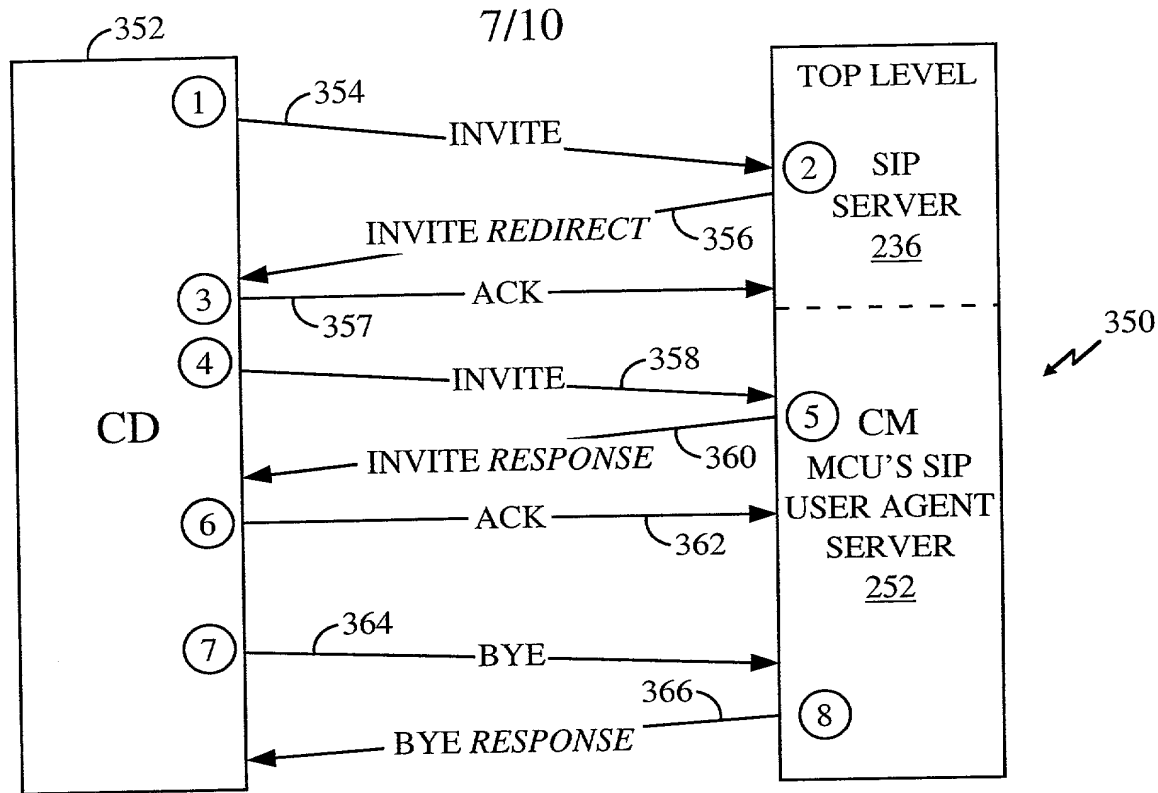 7/10
352
TOP LEVEL
1
354
INVITE
2
SIP
SERVER
236
INVITE REDIRECT
356
3
ACK
357
350
4
358
INVITE
5
CD
CM
INVITE RESPONSE
360
MCU'S SIP
USER AGENT
SERVER
252
6
ACK
362
7
364
BYE
366
8
BYE RESPONSE